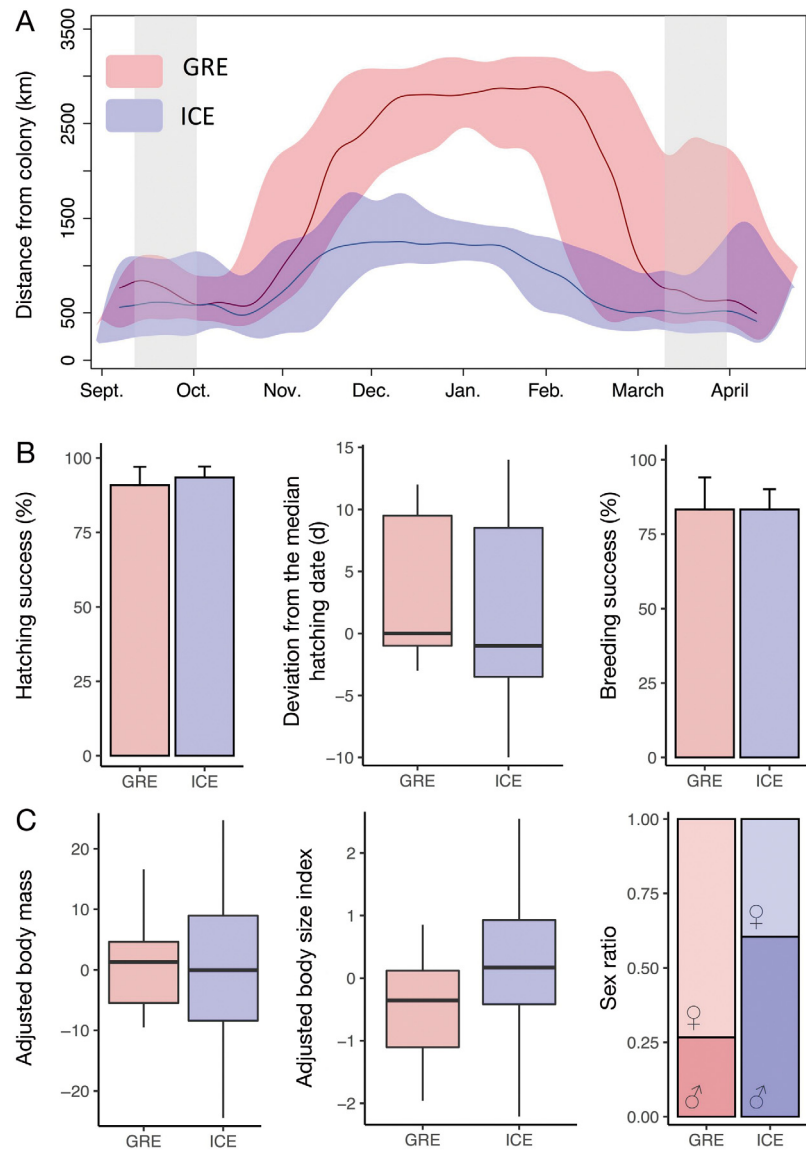 A
Distance from colony (km)
3500
2500
1500
500
0
GRE
ICE
Sept.
Oct.
Nov.
Dec.
Jan.
Feb.
March
April
B
Hatching success (%)
100
75
50
25
0
GRE
ICE
Deviation from the median
hatching date (d)
15
10
5
0
−5
−10
GRE
ICE
Breeding success (%)
100
75
50
25
0
GRE
ICE
C
Adjusted body mass
20
10
0
−10
−20
GRE
ICE
Adjusted body size index
2
1
0
−1
−2
GRE
ICE
Sex ratio
1.00
0.75
0.50
0.25
0.00
♀
♂
♀
♂
GRE
ICE